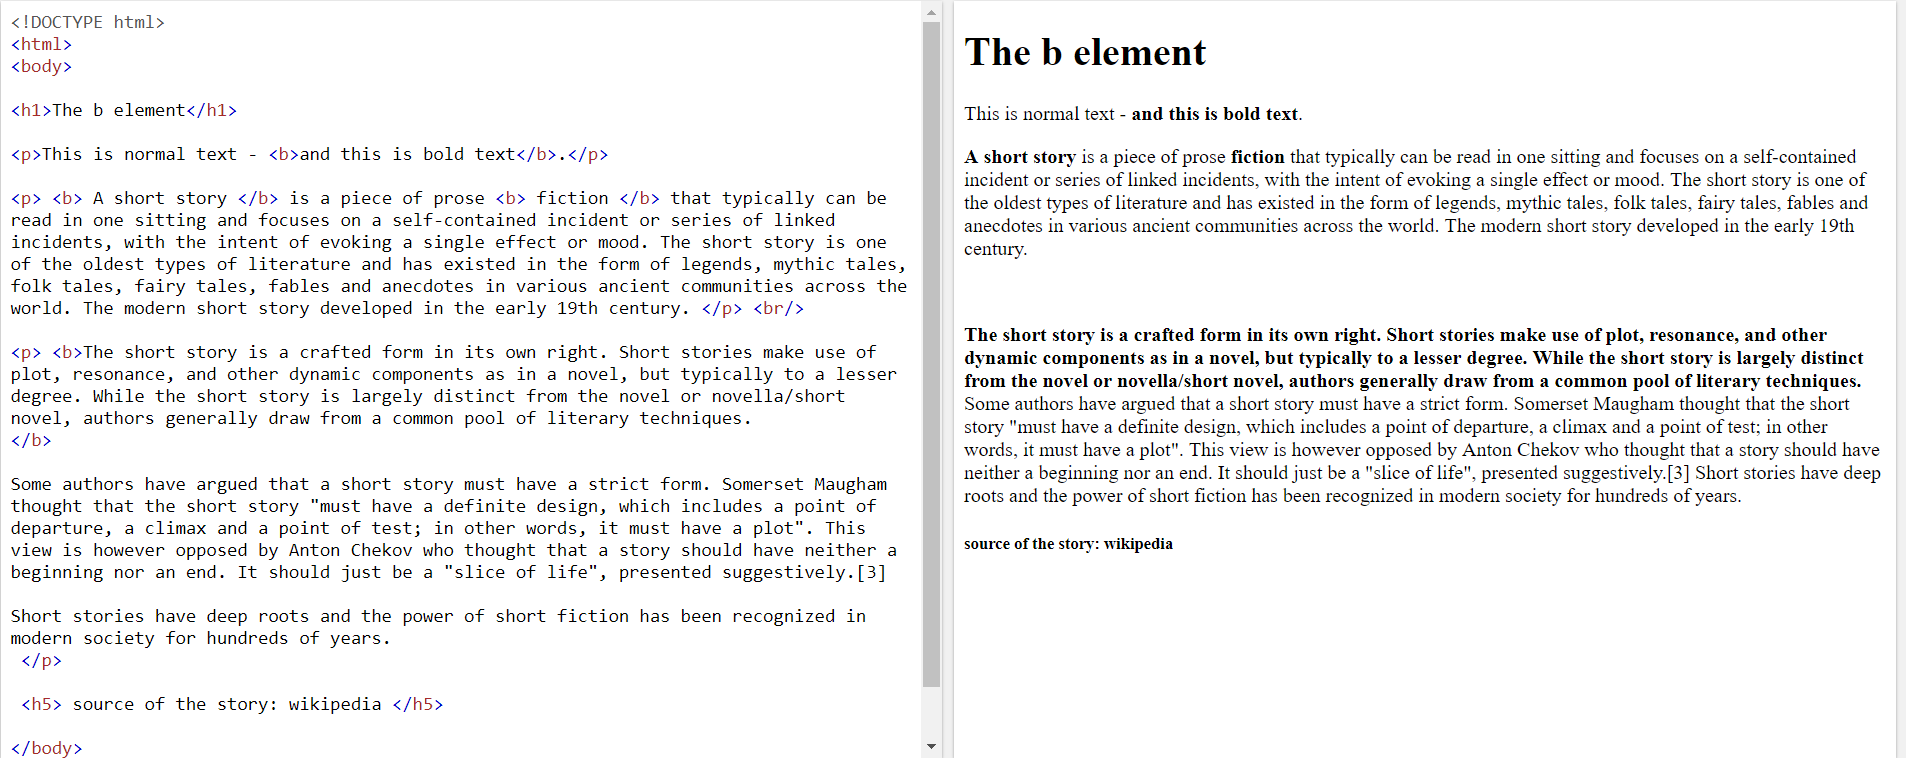 <!DOCTYPE html>
<html>
<body>
<h1>The b element</h1>
<p>This is normal text - <b>and this is bold text</b>.</p>
<p> <b> A short story </b> is a piece of prose <b> fiction </b> that typically can be
read in one sitting and focuses on a self-contained incident or series of linked
incidents, with the intent of evoking a single effect or mood. The short story is one
of the oldest types of literature and has existed in the form of legends, mythic tales,
folk tales, fairy tales, fables and anecdotes in various ancient communities across the
world. The modern short story developed in the early 19th century. </p> <br/>
<p> <b>The short story is a crafted form in its own right. Short stories make use of
plot, resonance, and other dynamic components as in a novel, but typically to a lesser
degree. While the short story is largely distinct from the novel or novella/short
novel, authors generally draw from a common pool of literary techniques.
</b>
Some authors have argued that a short story must have a strict form. Somerset Maugham
thought that the short story "must have a definite design, which includes a point of
departure, a climax and a point of test; in other words, it must have a plot". This
view is however opposed by Anton Chekov who thought that a story should have neither a
beginning nor an end. It should just be a "slice of life", presented suggestively.[3]
Short stories have deep roots and the power of short fiction has been recognized in
modern society for hundreds of years.
</p>
<h5> source of the story: wikipedia </h5>
</body>
The b element
This is normal text - and this is bold text.
A short story is a piece of prose fiction that typically can be read in one sitting and focuses on a self-contained
incident or series of linked incidents, with the intent of evoking a single effect or mood. The short story is one of
the oldest types of literature and has existed in the form of legends, mythic tales, folk tales, fairy tales, fables and
anecdotes in various ancient communities across the world. The modern short story developed in the early 19th
century.
The short story is a crafted form in its own right. Short stories make use of plot, resonance, and other
dynamic components as in a novel, but typically to a lesser degree. While the short story is largely distinct
from the novel or novella/short novel, authors generally draw from a common pool of literary techniques.
Some authors have argued that a short story must have a strict form. Somerset Maugham thought that the short
story "must have a definite design, which includes a point of departure, a climax and a point of test; in other
words, it must have a plot". This view is however opposed by Anton Chekov who thought that a story should have
neither a beginning nor an end. It should just be a "slice of life", presented suggestively.[3] Short stories have deep
roots and the power of short fiction has been recognized in modern society for hundreds of years.
source of the story: wikipedia